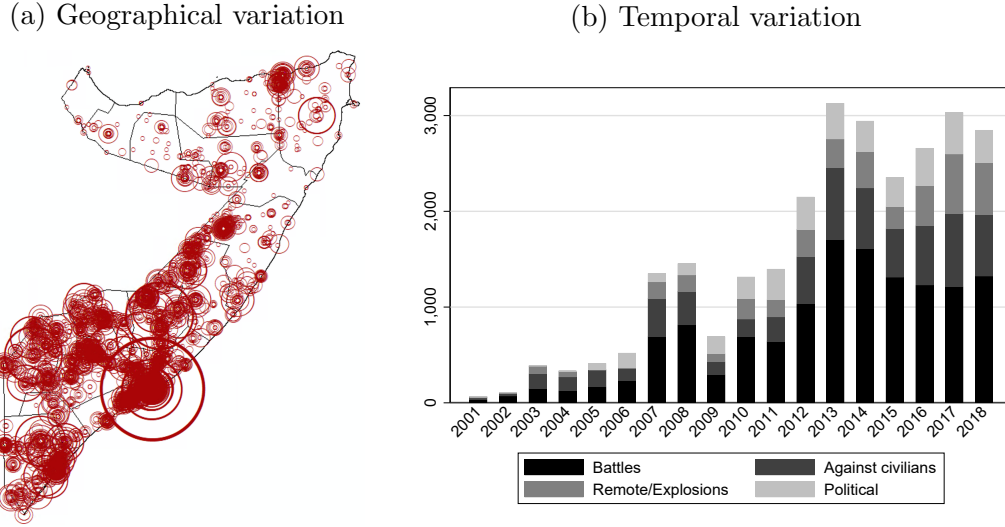 (a) Geographical variation
(b) Temporal variation
3,000
2,000
1,000
0
2001 2002 2003 2004 2005 2006 2007 2008 2009 2010 2011 2012 2013 2014 2015 2016 2017 2018
Battles
Against civilians
Remote/Explosions
Political